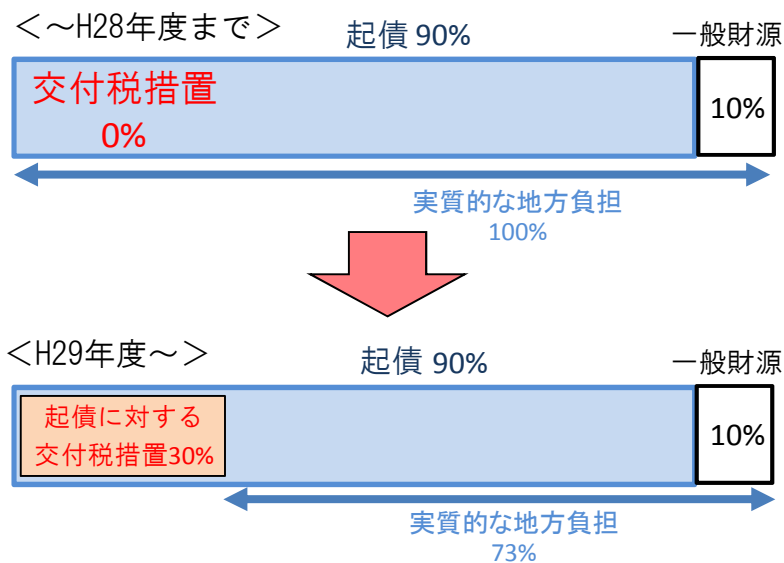 ＜～H28年度まで＞
起債 90%
一般財源
交付税措置
0%
10%
実質的な地方負担
100%
＜H29年度～＞
起債 90%
一般財源
起債に対する
交付税措置30%
10%
実質的な地方負担
73%